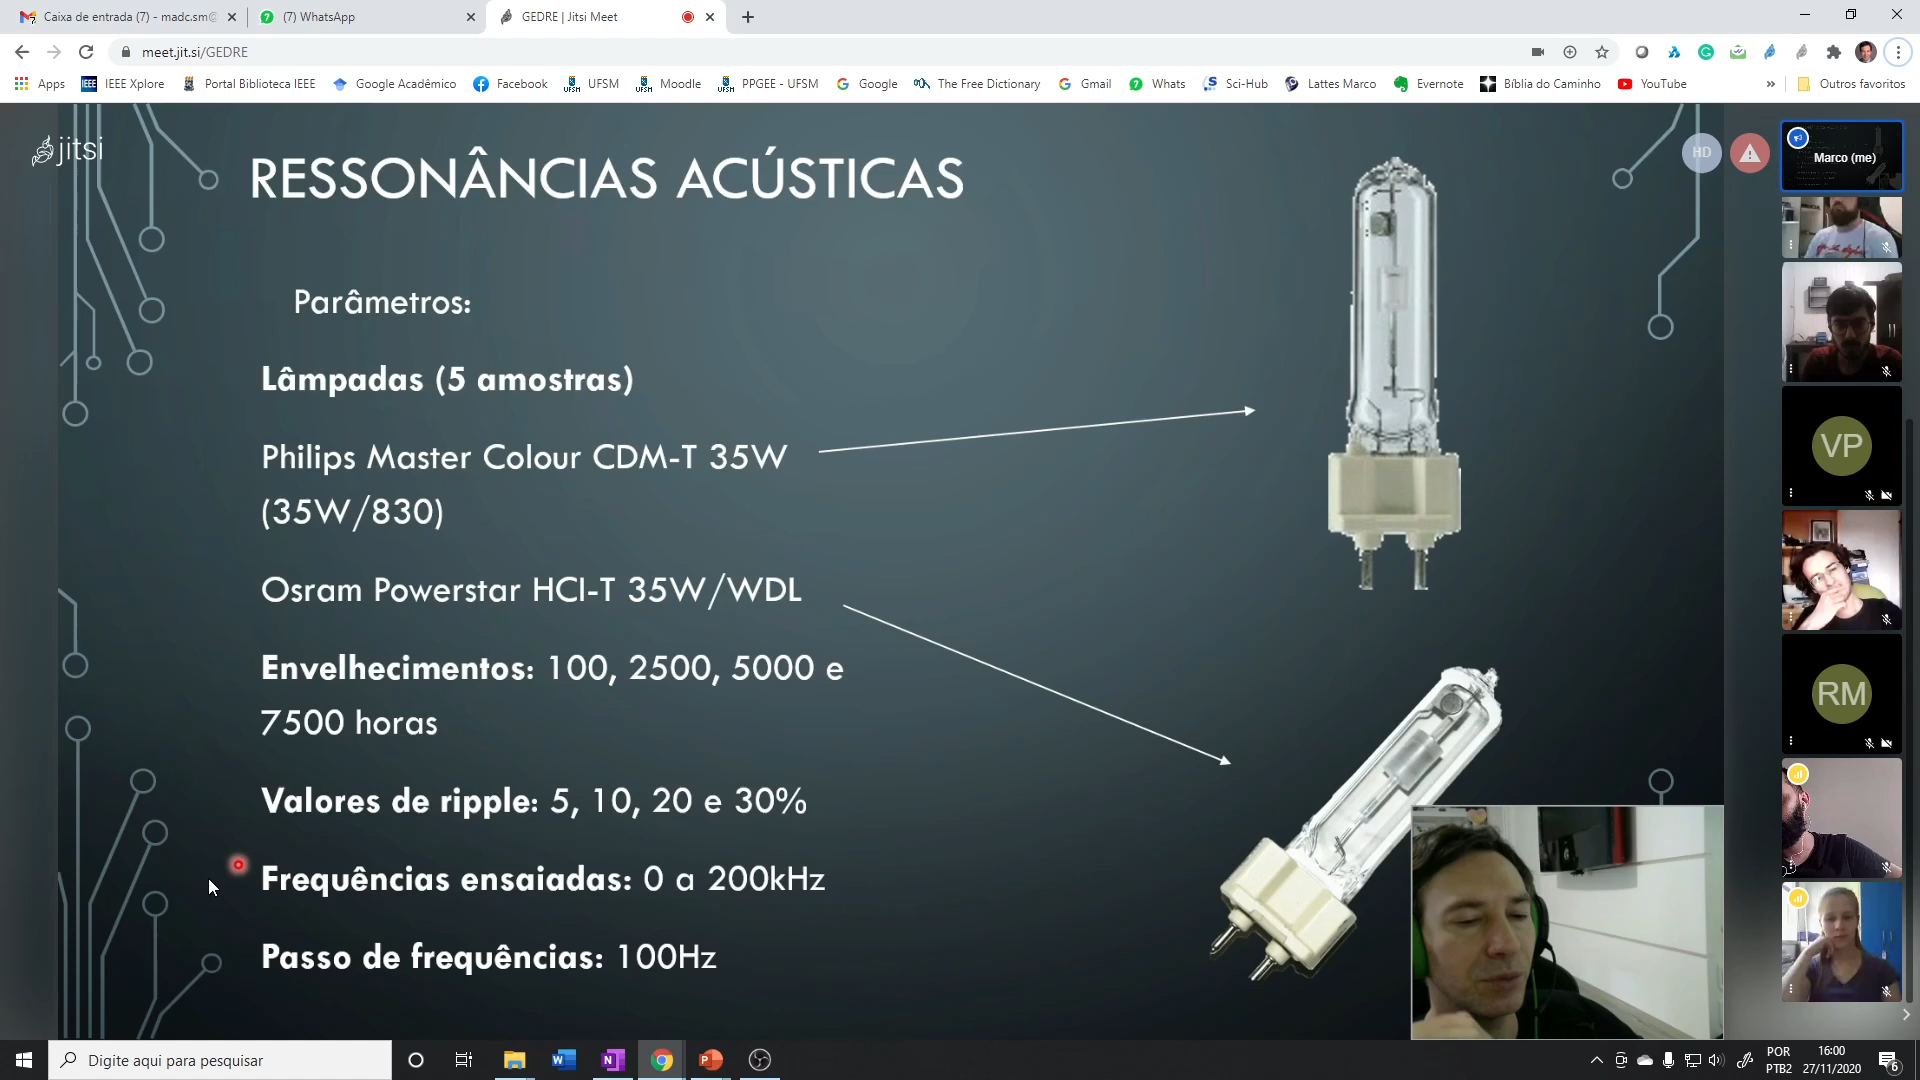 Caixa de entrada (7) - madc.sm@
(7) WhatsApp
GEDRE | Jitsi Meet
meet.jit.si/GEDRE
Apps
IEEE Xplore
Portal Biblioteca IEEE
Google Acadêmico
Facebook
UFSM
Moodle
PPGEE - UFSM
Google
The Free Dictionary
Gmail
Whats
Sci-Hub
Lattes Marco
Evernote
Bíblia do Caminho
YouTube
Outros favoritos
jitsi
HD
Marco (me)
RESSONÂNCIAS ACÚSTICAS
Parâmetros:
Lâmpadas (5 amostras)
Philips Master Colour CDM-T 35W
(35W/830)
Osram Powerstar HCI-T 35W/WDL
Envelhecimentos: 100, 2500, 5000 e
7500 horas
Valores de ripple: 5, 10, 20 e 30%
Frequências ensaiadas: 0 a 200kHz
Passo de frequências: 100Hz
VP
RM
Digite aqui para pesquisar
POR
PTB2
16:00
27/11/2020
6